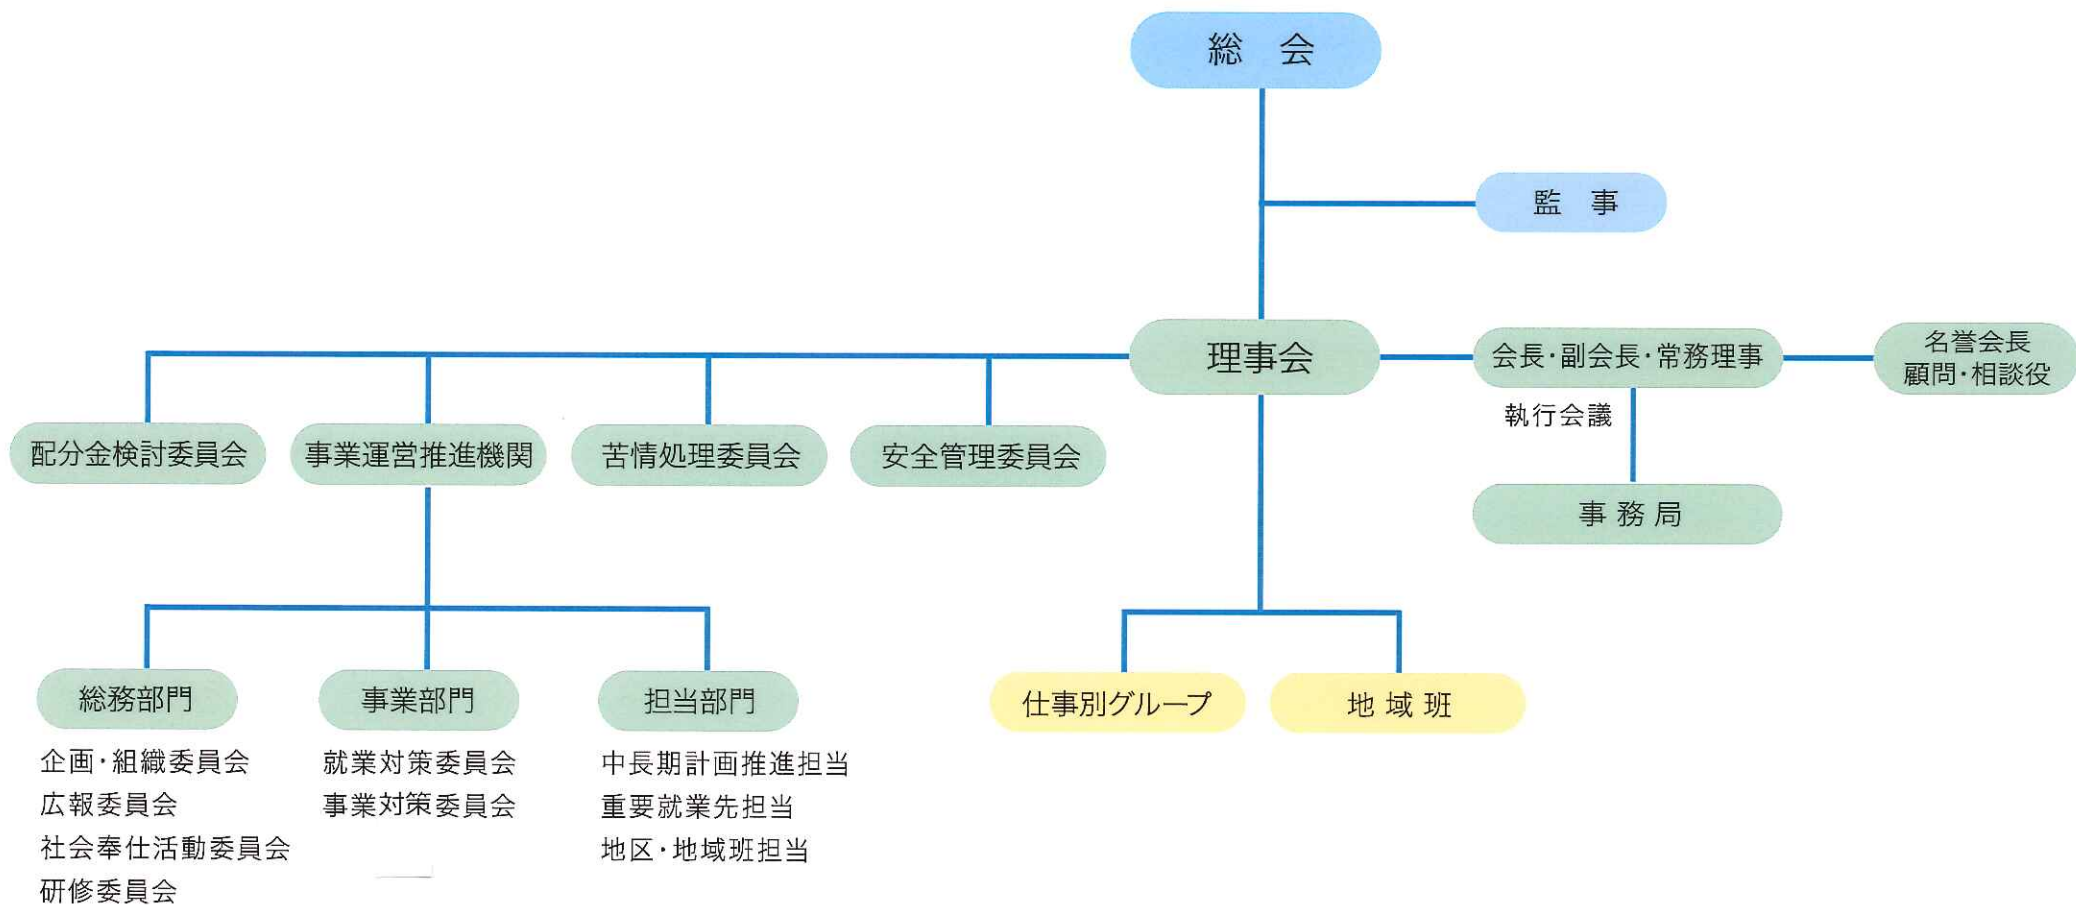 総 会
監 事
理事会
会長・副会長・常務理事
名誉会長
顧問・相談役
執行会議
事務局
配分金検討委員会
事業運営推進機関
苦情処理委員会
安全管理委員会
総務部門
事業部門
担当部門
仕事別グループ
地域班
企画・組織委員会
広報委員会
社会奉仕活動委員会
研修委員会
就業対策委員会
事業対策委員会
中長期計画推進担当
重要就業先担当
地区・地域班担当